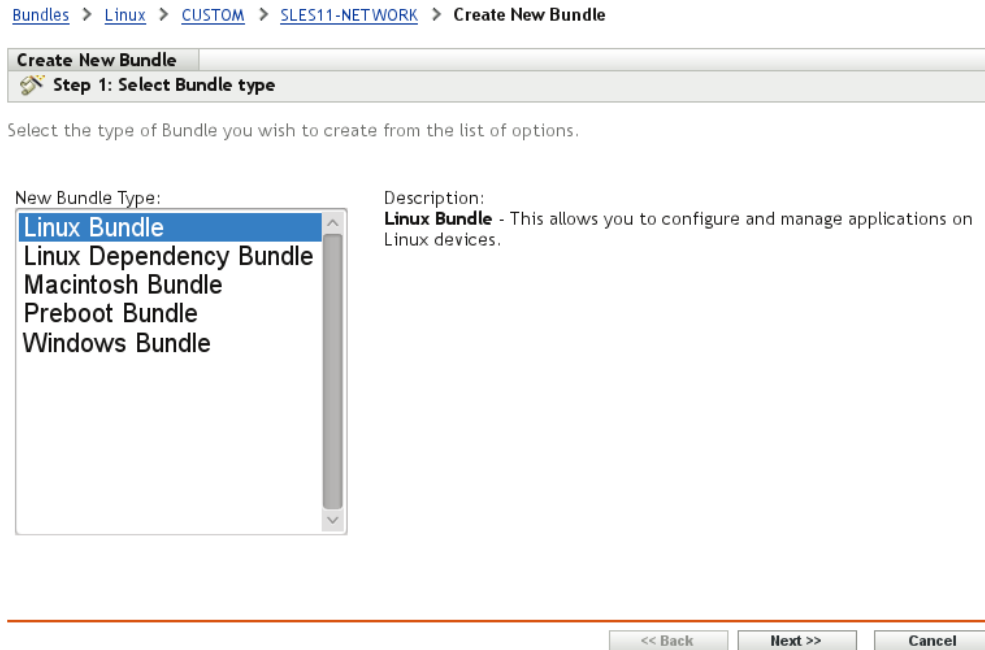 Bundles > Linux > CUSTOM > SLES11-NETWORK > Create New Bundle
Create New Bundle
Step 1: Select Bundle type
Select the type of Bundle you wish to create from the list of options.
New Bundle Type:
Linux Bundle
Linux Dependency Bundle
Macintosh Bundle
Preboot Bundle
Windows Bundle
Description:
Linux Bundle - This allows you to configure and manage applications on
Linux devices.
<< Back
Next >>
Cancel